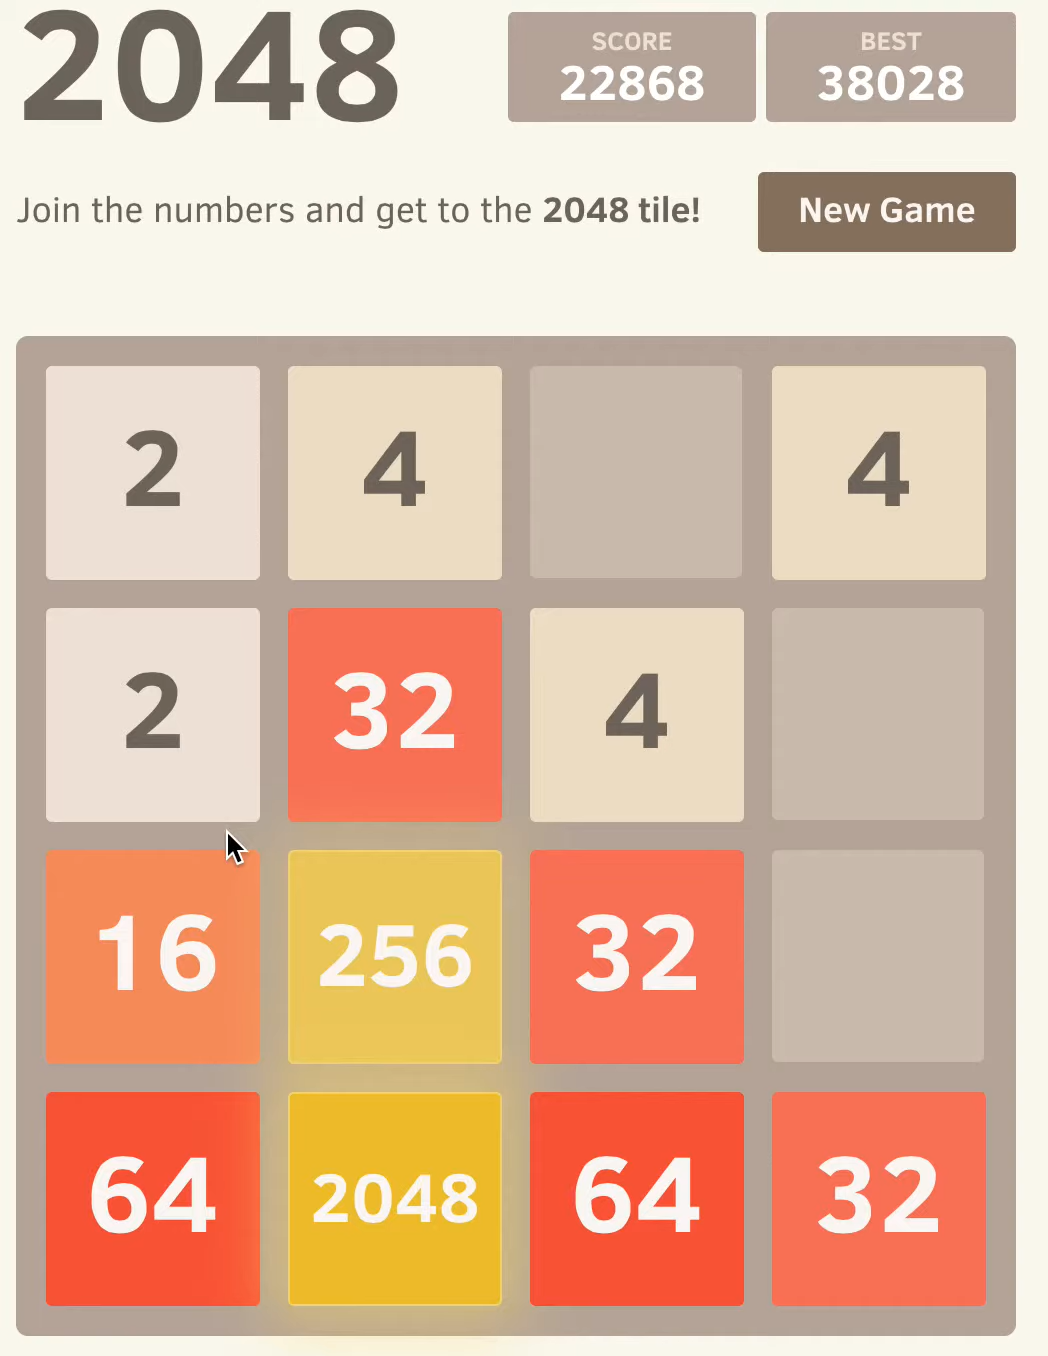 2048
SCORE
22868
BEST
38028
Join the numbers and get to the 2048 tile!
New Game
2 4 4
2 32 4
16 256 32
64 2048 64 32